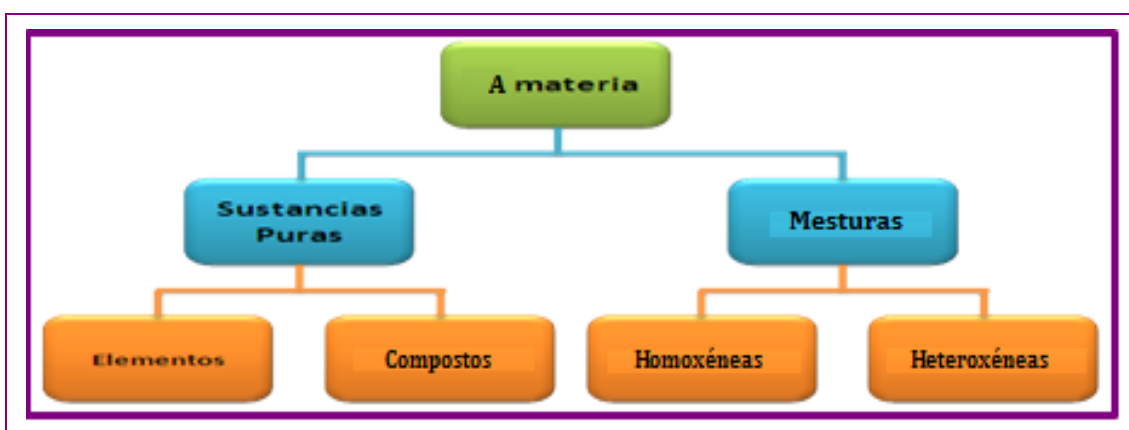 A materia
Sustancias
Puras
Mesturas
Elementos
Compostos
Homoxéneas
Heteroxéneas